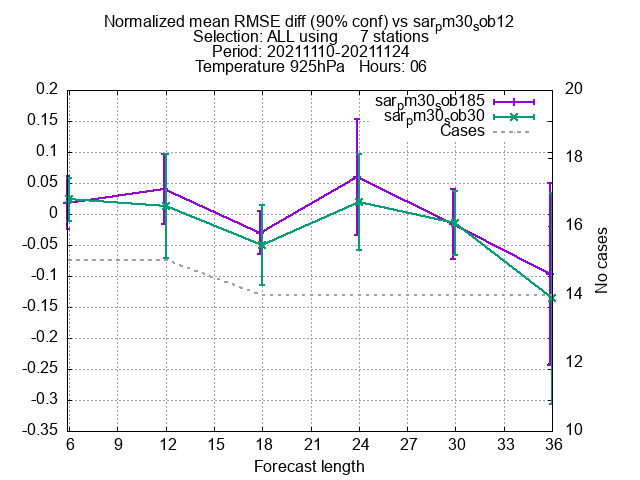 Normalized mean RMSE diff (90% conf) vs sarpm30sob12
Selection: ALL using 7 stations
Period: 20211110-20211124
Temperature 925hPa Hours: 06
sarpm30sob185
sarpm30sob30
Cases
0.2
0.15
0.1
0.05
0
-0.05
-0.1
-0.15
-0.2
-0.25
-0.3
-0.35
20
18
16
14
12
10
No cases
6 9 12 15 18 21 24 27 30 33 36
Forecast length